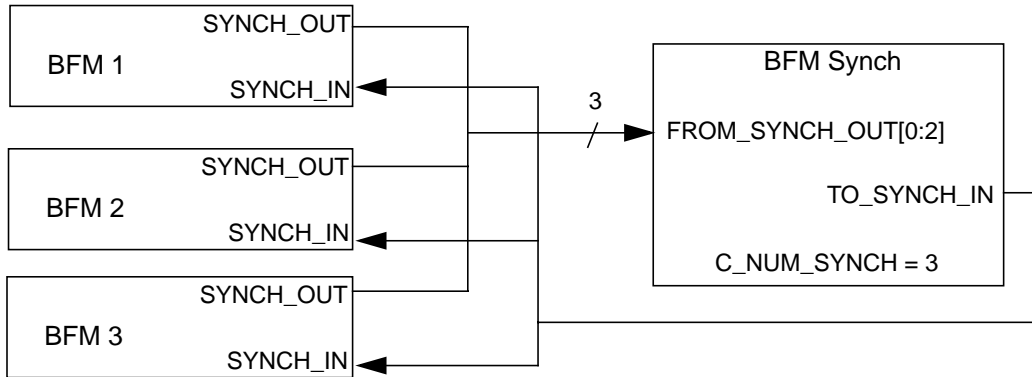 SYNCH_OUT
BFM 1
SYNCH_IN
SYNCH_OUT
BFM 2
SYNCH_IN
SYNCH_OUT
BFM 3
SYNCH_IN
3
BFM Synch
FROM_SYNCH_OUT[0:2]
TO_SYNCH_IN
C_NUM_SYNCH = 3